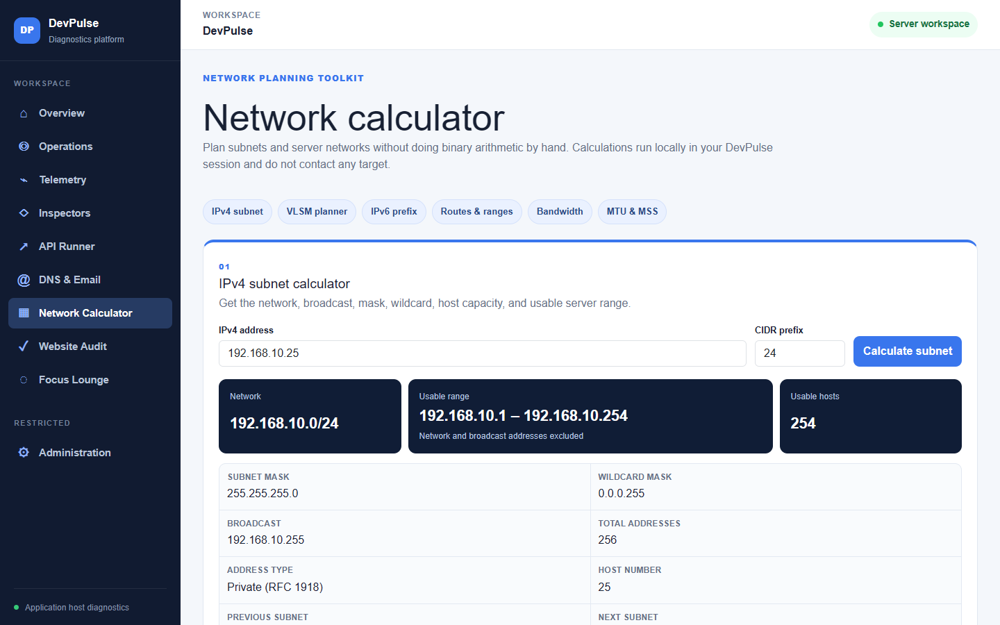 DP
DevPulse
Diagnostics platform
WORKSPACE
Overview
Operations
Telemetry
Inspectors
API Runner
@ DNS & Email
Network Calculator
Website Audit
Focus Lounge
RESTRICTED
Administration
Application host diagnostics
WORKSPACE
DevPulse
Server workspace
NETWORK PLANNING TOOLKIT
Network calculator
Plan subnets and server networks without doing binary arithmetic by hand. Calculations run locally in your DevPulse
session and do not contact any target.
IPv4 subnet VLSM planner IPv6 prefix Routes & ranges Bandwidth MTU & MSS
01
IPv4 subnet calculator
Get the network, broadcast, mask, wildcard, host capacity, and usable server range.
IPv4 address
192.168.10.25
CIDR prefix
24
Calculate subnet
Network
192.168.10.0/24
Usable range
192.168.10.1 – 192.168.10.254
Network and broadcast addresses excluded
Usable hosts
254
SUBNET MASK
255.255.255.0
WILDCARD MASK
0.0.0.255
BROADCAST
192.168.10.255
TOTAL ADDRESSES
256
ADDRESS TYPE
Private (RFC 1918)
HOST NUMBER
25
PREVIOUS SUBNET
NEXT SUBNET